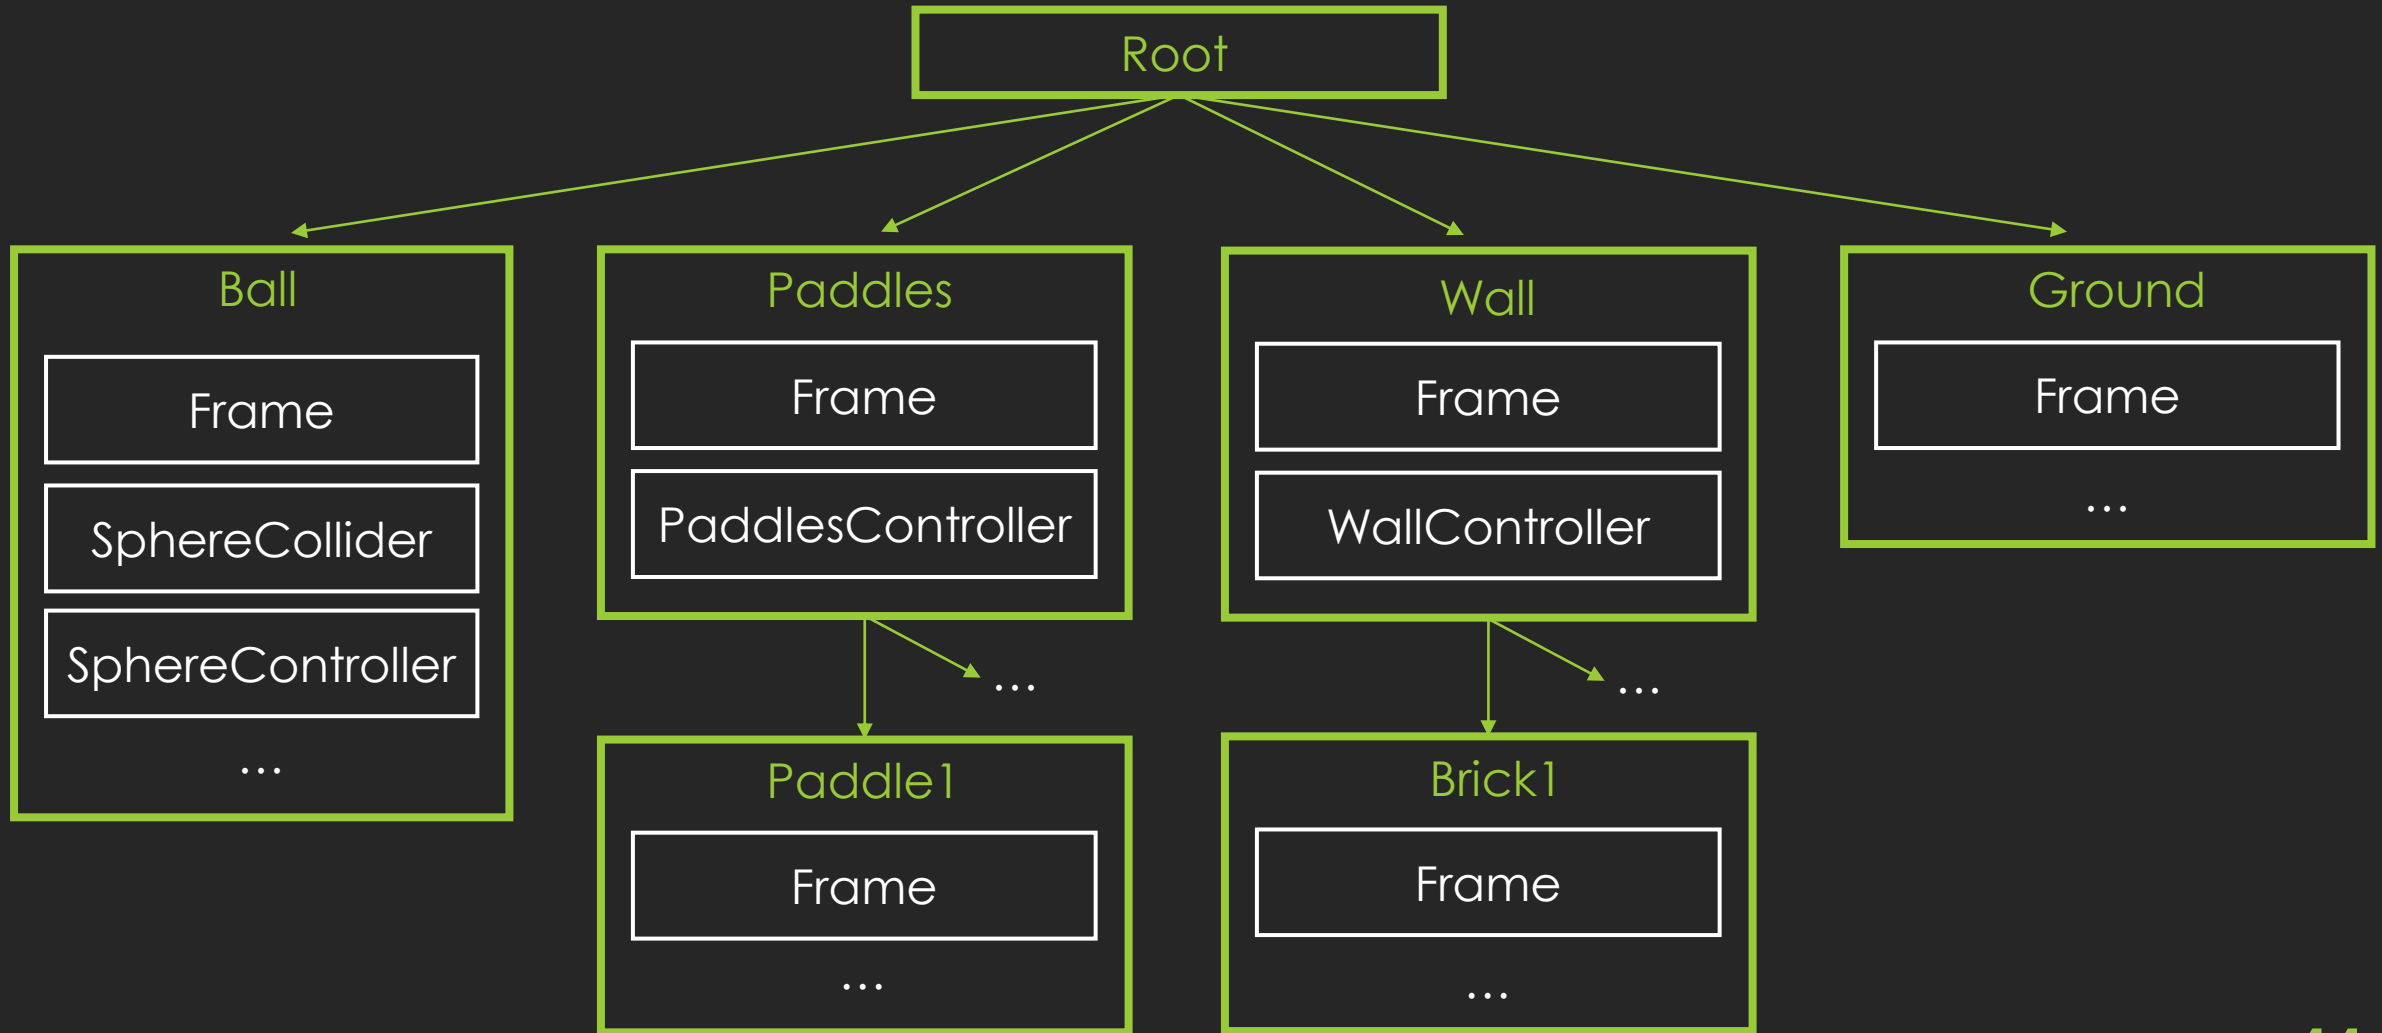 Root
Ball
Frame
SphereCollider
SphereController
...
Paddles
Frame
PaddlesController
...
Paddle1
Frame
...
Wall
Frame
WallController
...
Brick1
Frame
...
Ground
Frame
...